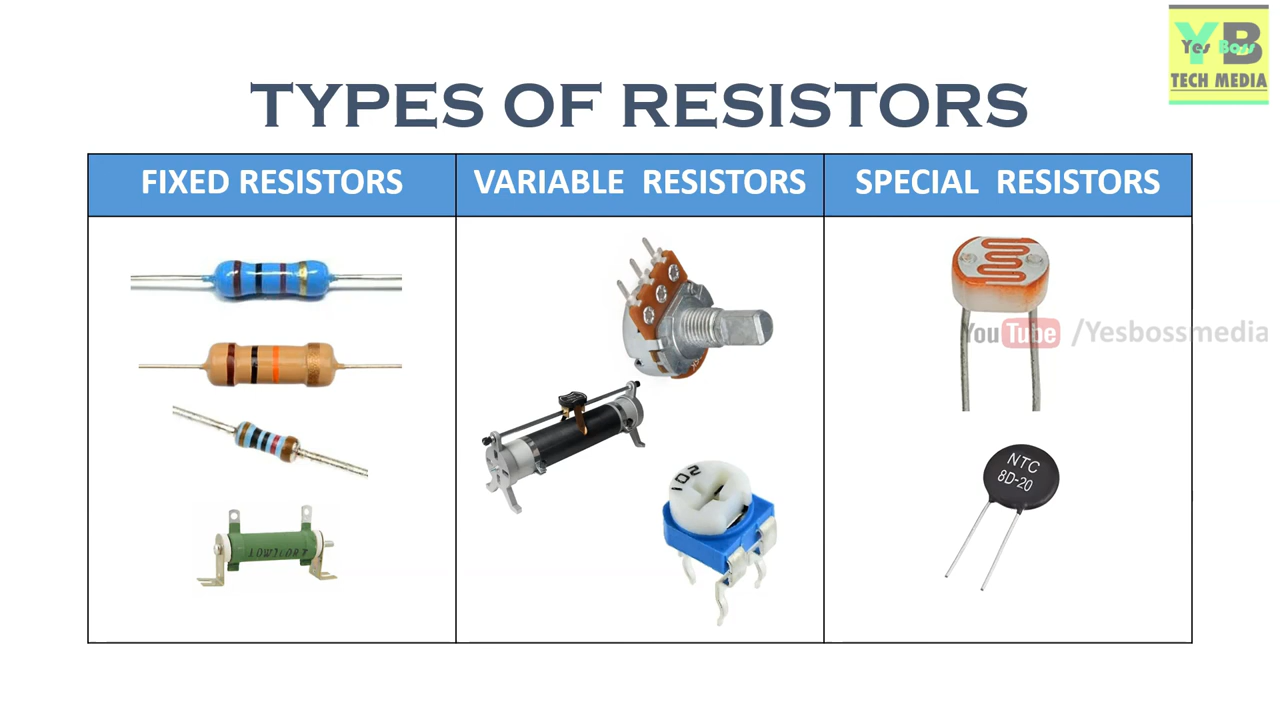 YB
Yes Boss
TECH MEDIA
TYPES OF RESISTORS
FIXED RESISTORS
VARIABLE RESISTORS
SPECIAL RESISTORS
YouTube /Yesbossmedia
102
NTC
8D-20